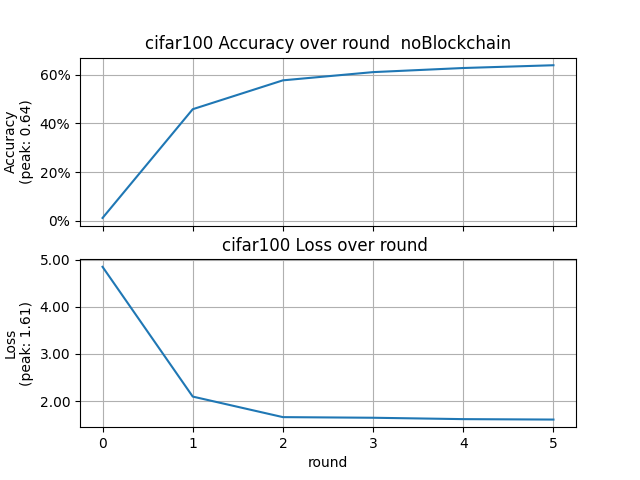 cifar100 Accuracy over round  noBlockchain
Accuracy
(peak: 0.64)
60%
40%
20%
0%
cifar100 Loss over round
Loss
(peak: 1.61)
5.00
4.00
3.00
2.00
0 1 2 3 4 5
round